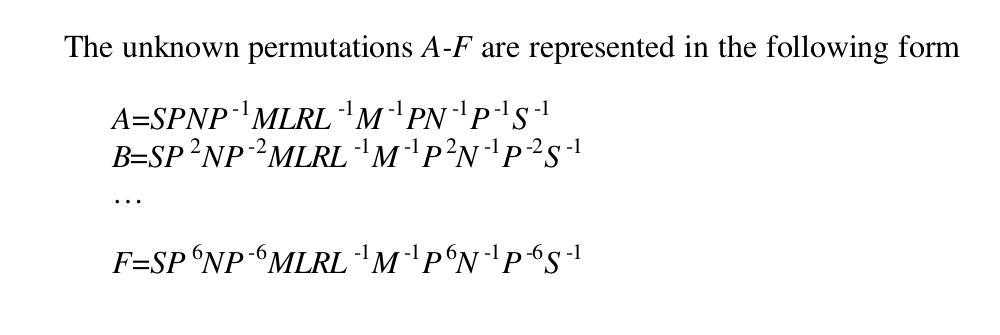 The unknown permutations A-F are represented in the following form
A=SPNP⁻¹MLRL⁻¹M⁻¹PN⁻¹P⁻¹S⁻¹
B=SP²NP⁻²MLRL⁻¹M⁻¹P²N⁻¹P⁻²S⁻¹
…
F=SP⁶NP⁻⁶MLRL⁻¹M⁻¹P⁶N⁻¹P⁻⁶S⁻¹